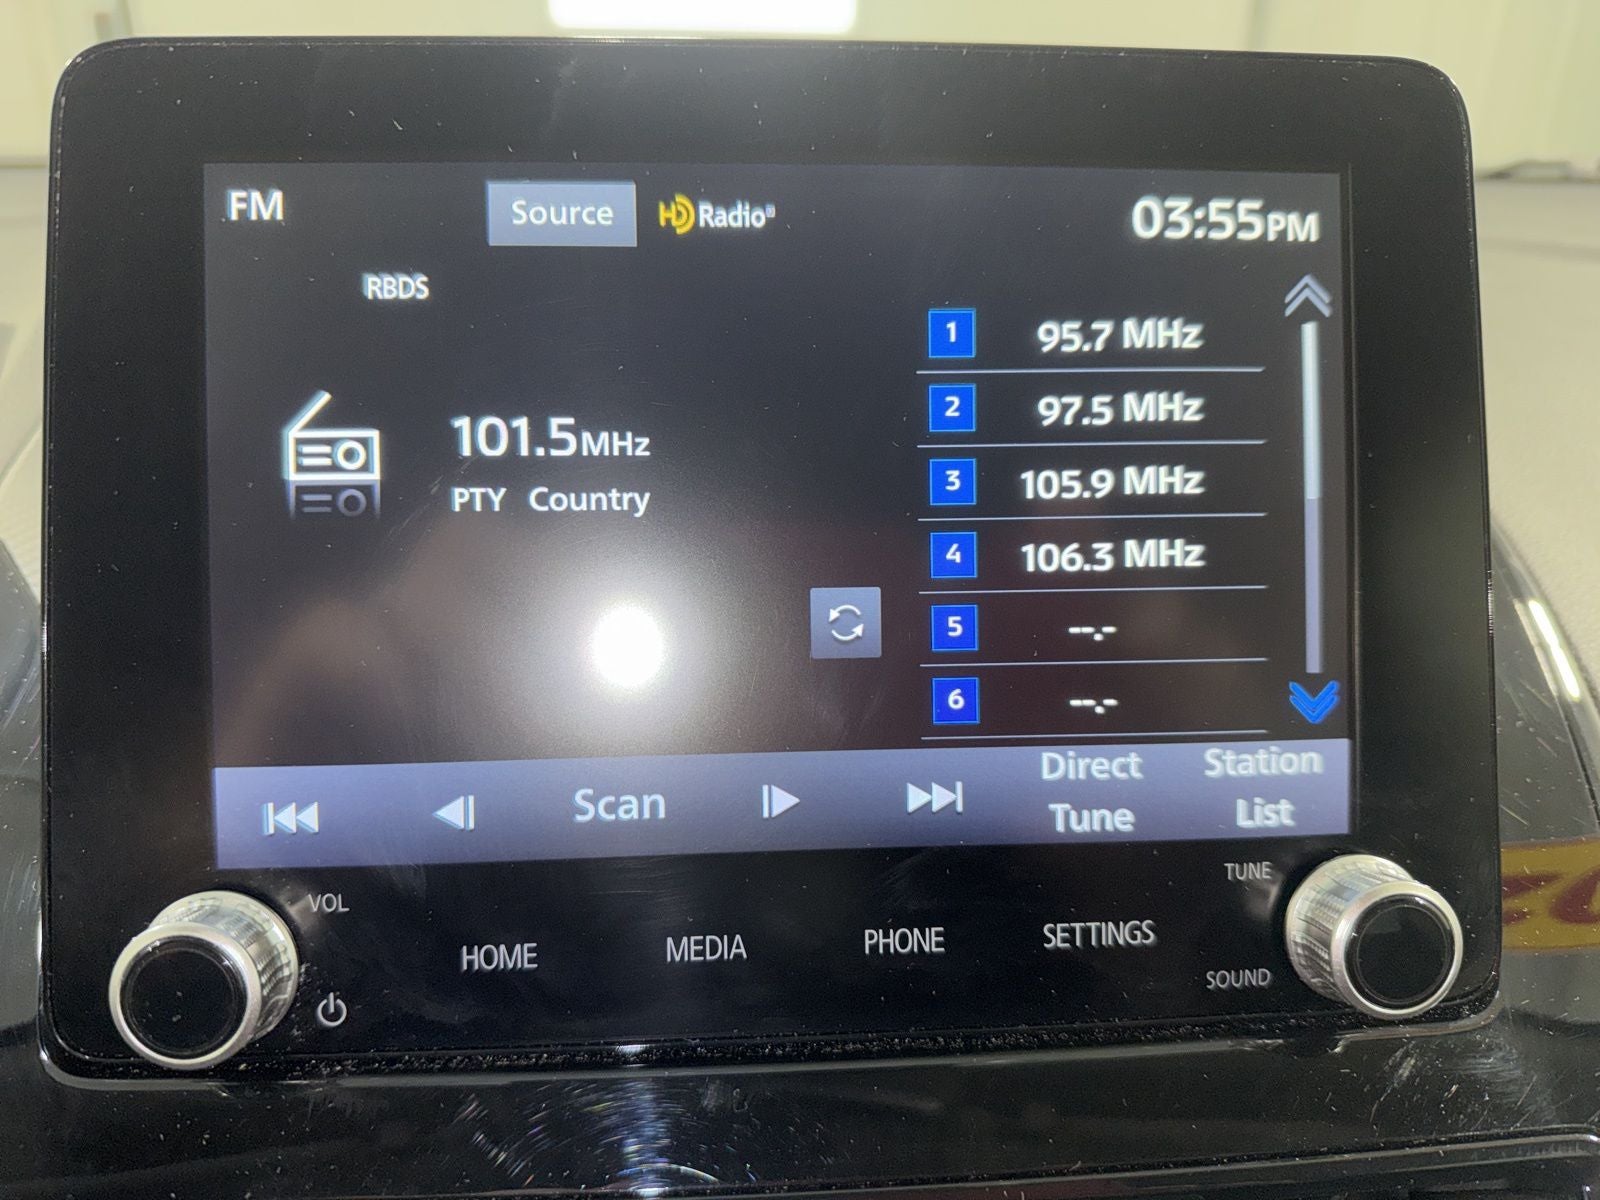 FM
Source
HD Radio
03:55PM
RBDS
101.5MHz
PTY Country
1 95.7 MHz
2 97.5 MHz
3 105.9 MHz
4 106.3 MHz
5 --.-
6 --.-
Scan
Direct
Tune
Station
List
VOL
HOME
MEDIA
PHONE
SETTINGS
TUNE
SOUND